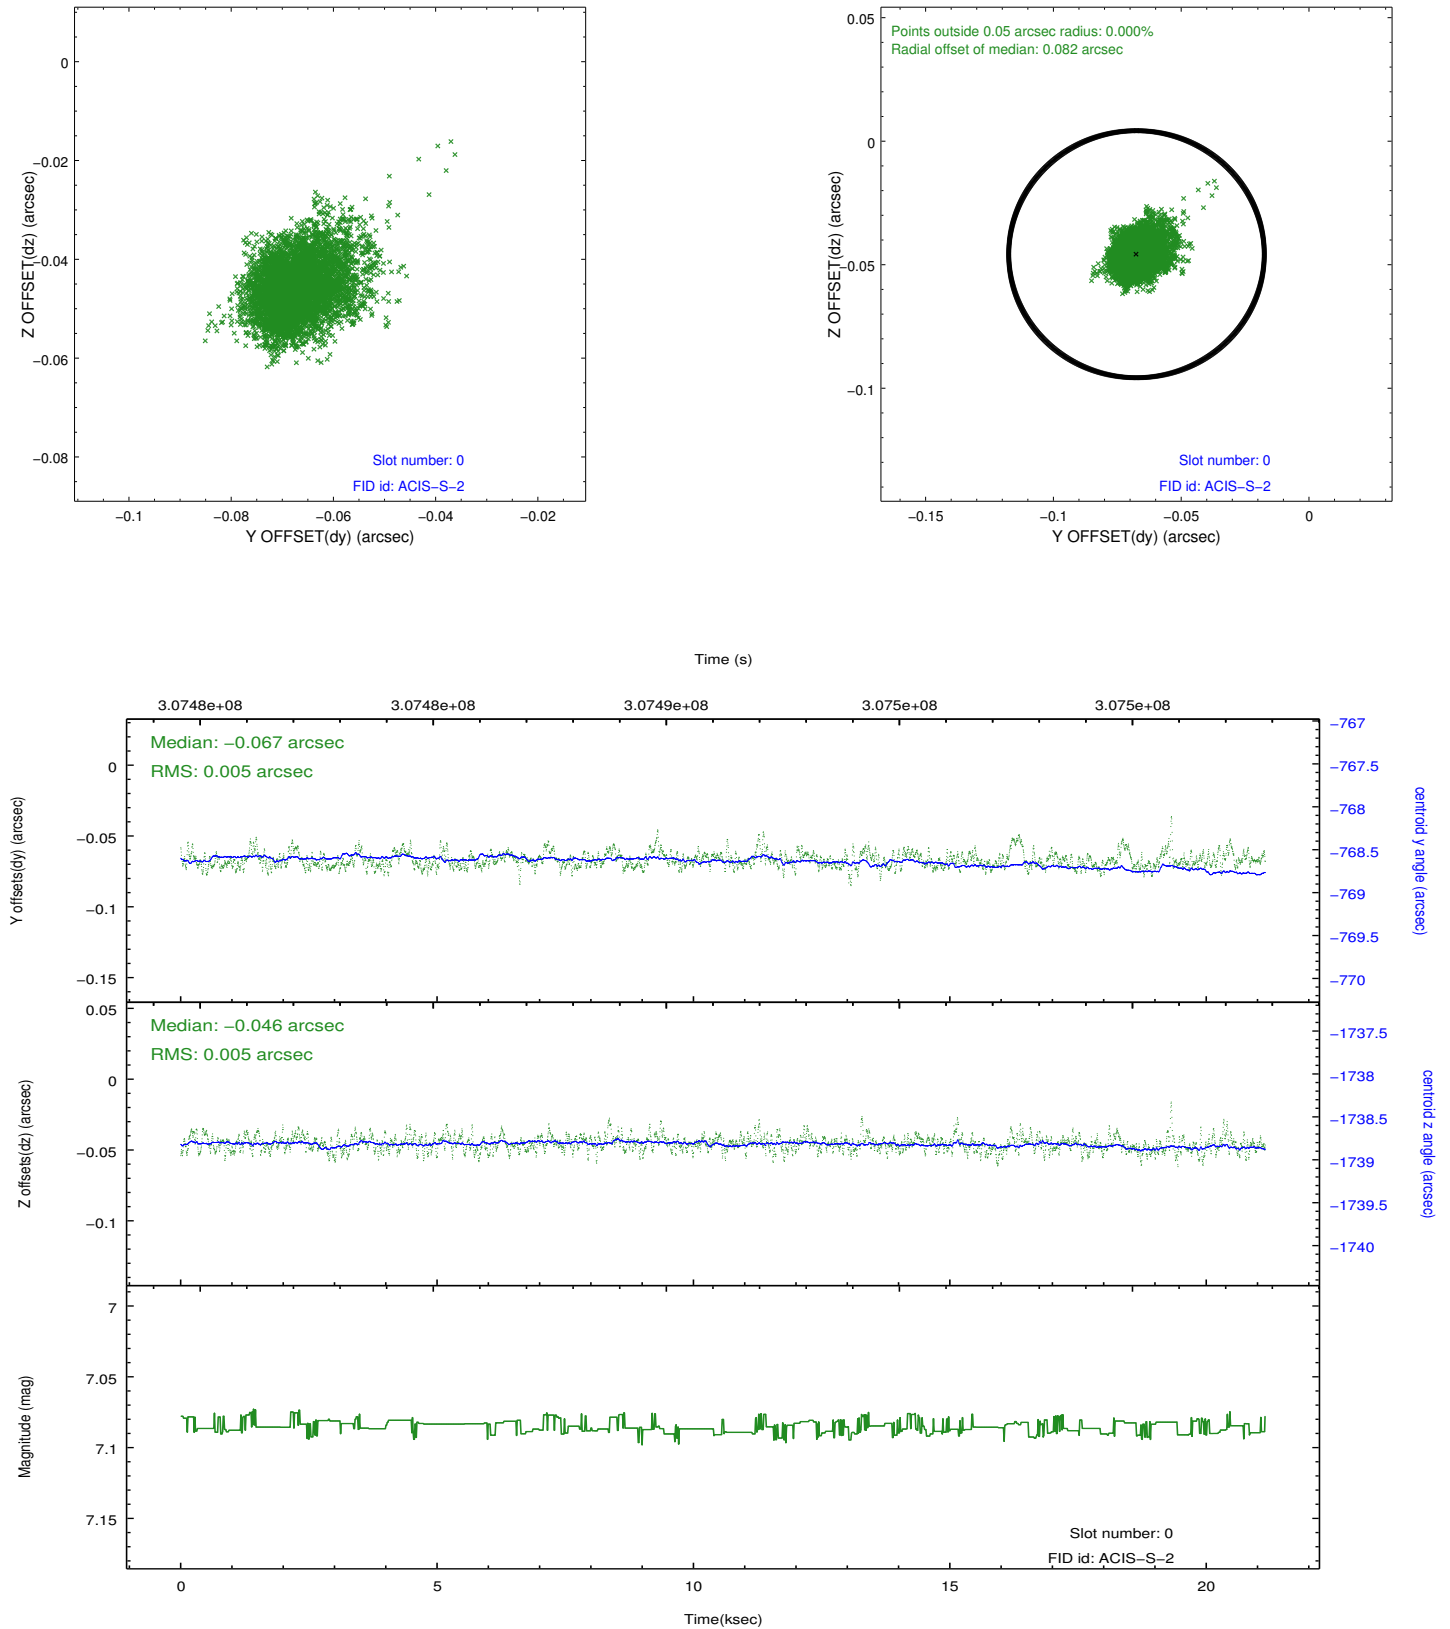 0
−0.02
−0.04
−0.06
−0.08
Z OFFSET(dz) (arcsec)
Slot number: 0
FID id: ACIS−S−2
−0.1
−0.08
−0.06
−0.04
−0.02
Y OFFSET(dy) (arcsec)
0.05
0
−0.05
−0.1
Z OFFSET(dz) (arcsec)
Points outside 0.05 arcsec radius: 0.000%
Radial offset of median: 0.082 arcsec
Slot number: 0
FID id: ACIS−S−2
−0.15
−0.1
−0.05
0
Y OFFSET(dy) (arcsec)
Time (s)
3.0748e+08
3.0748e+08
3.0749e+08
3.075e+08
3.075e+08
Median: −0.067 arcsec
RMS: 0.005 arcsec
0
−0.05
−0.1
−0.15
Y offsets(dy) (arcsec)
−767
−767.5
−768
−768.5
−769
−769.5
−770
centroid y angle (arcsec)
Median: −0.046 arcsec
RMS: 0.005 arcsec
0.05
0
−0.05
−0.1
Z offsets(dz) (arcsec)
−1737.5
−1738
−1738.5
−1739
−1739.5
−1740
centroid z angle (arcsec)
7
7.05
7.1
7.15
Magnitude (mag)
Slot number: 0
FID id: ACIS−S−2
0
5
10
15
20
Time(ksec)